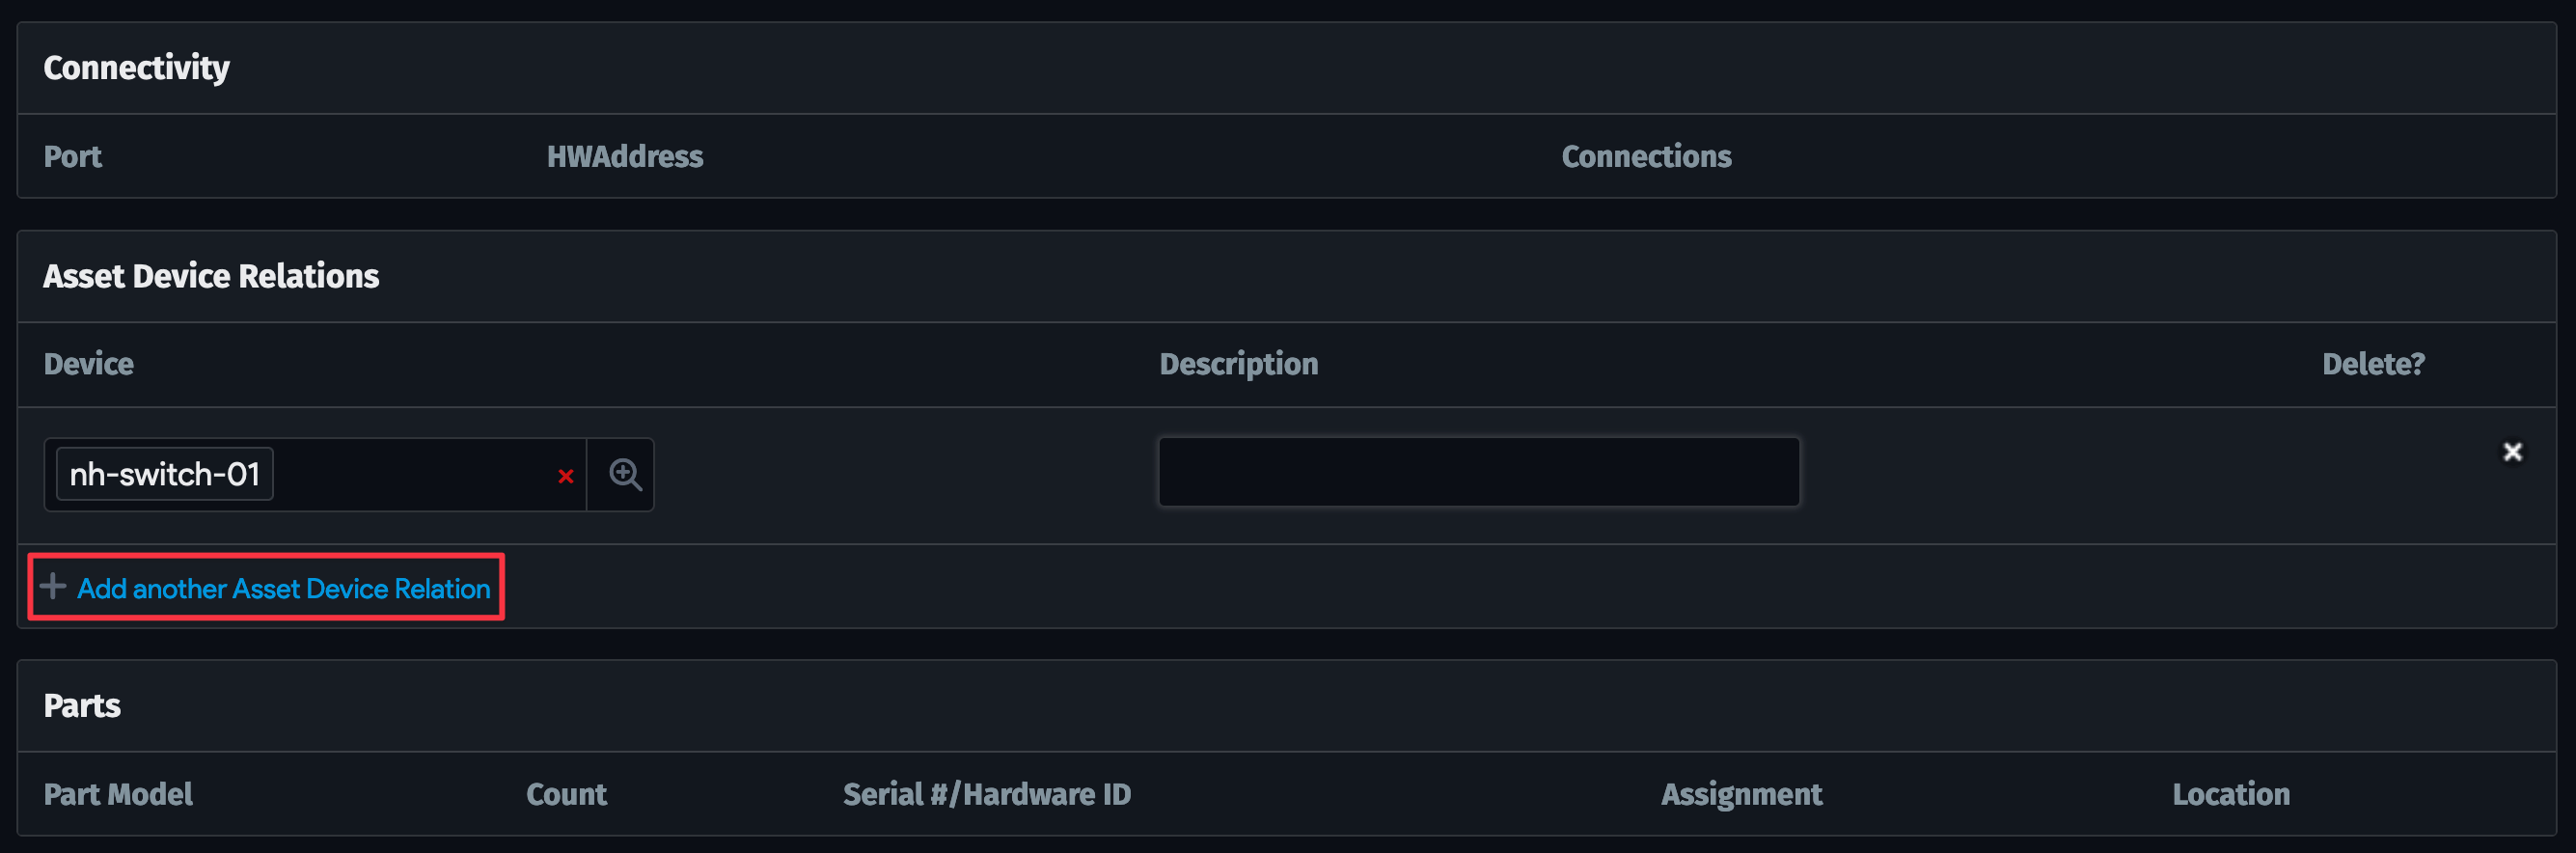 Connectivity
Port HWAddress Connections
Asset Device Relations
Device Description Delete?
nh-switch-01
Add another Asset Device Relation
Parts
Part Model Count Serial #/Hardware ID Assignment Location